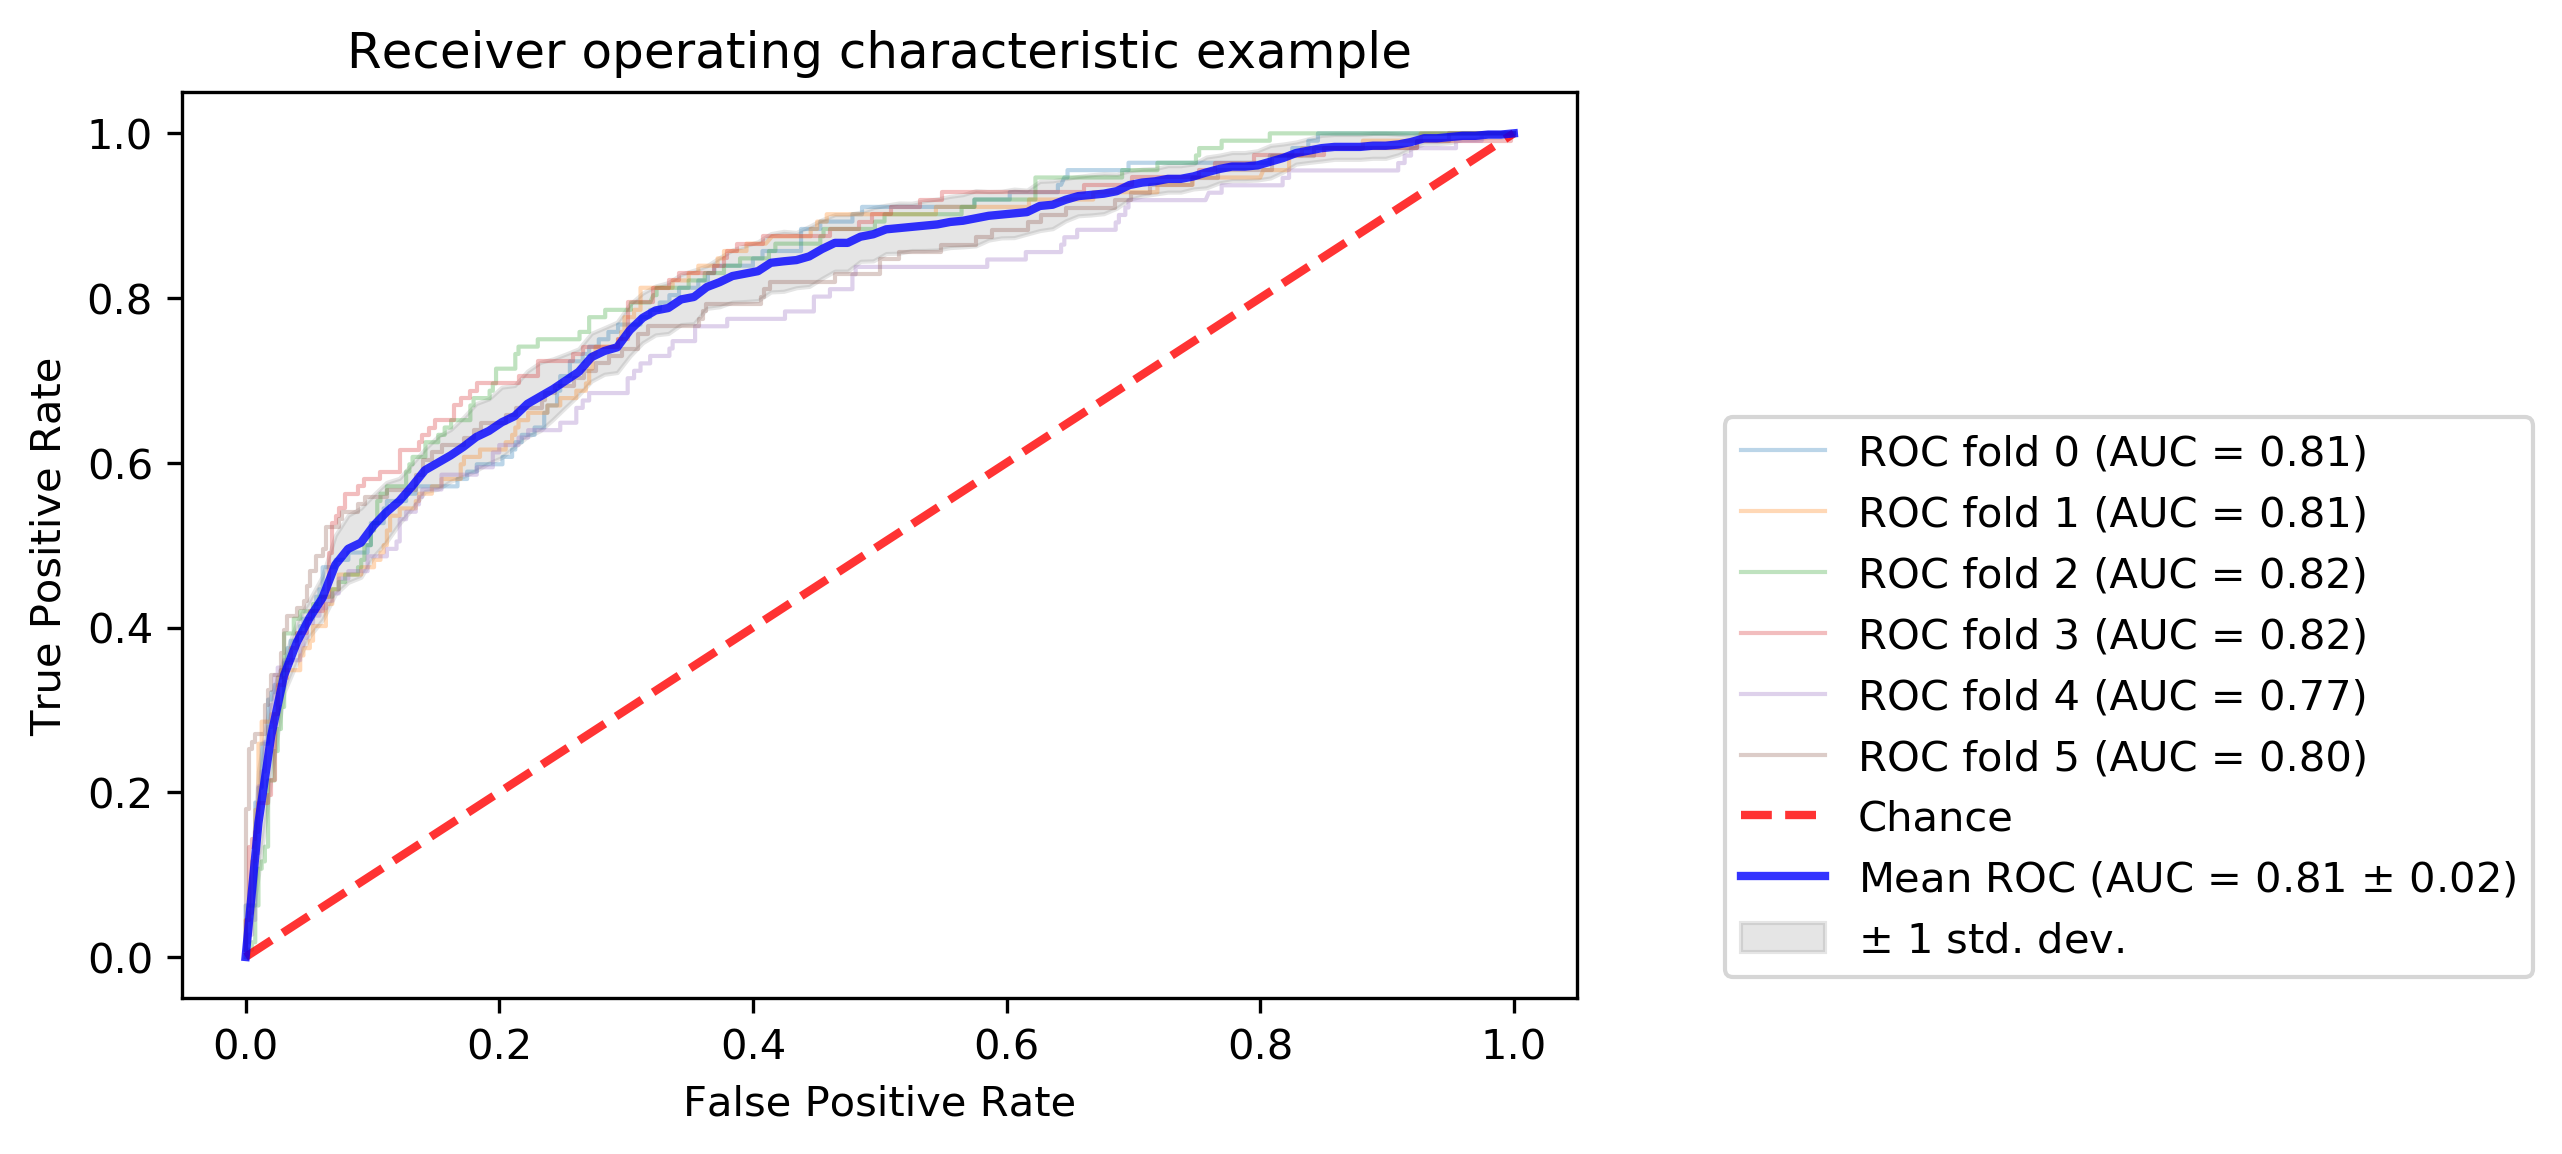 Receiver operating characteristic example
True Positive Rate
1.0
0.8
0.6
0.4
0.2
0.0
0.0 0.2 0.4 0.6 0.8 1.0
False Positive Rate
ROC fold 0 (AUC = 0.81)
ROC fold 1 (AUC = 0.81)
ROC fold 2 (AUC = 0.82)
ROC fold 3 (AUC = 0.82)
ROC fold 4 (AUC = 0.77)
ROC fold 5 (AUC = 0.80)
Chance
Mean ROC (AUC = 0.81 ± 0.02)
± 1 std. dev.